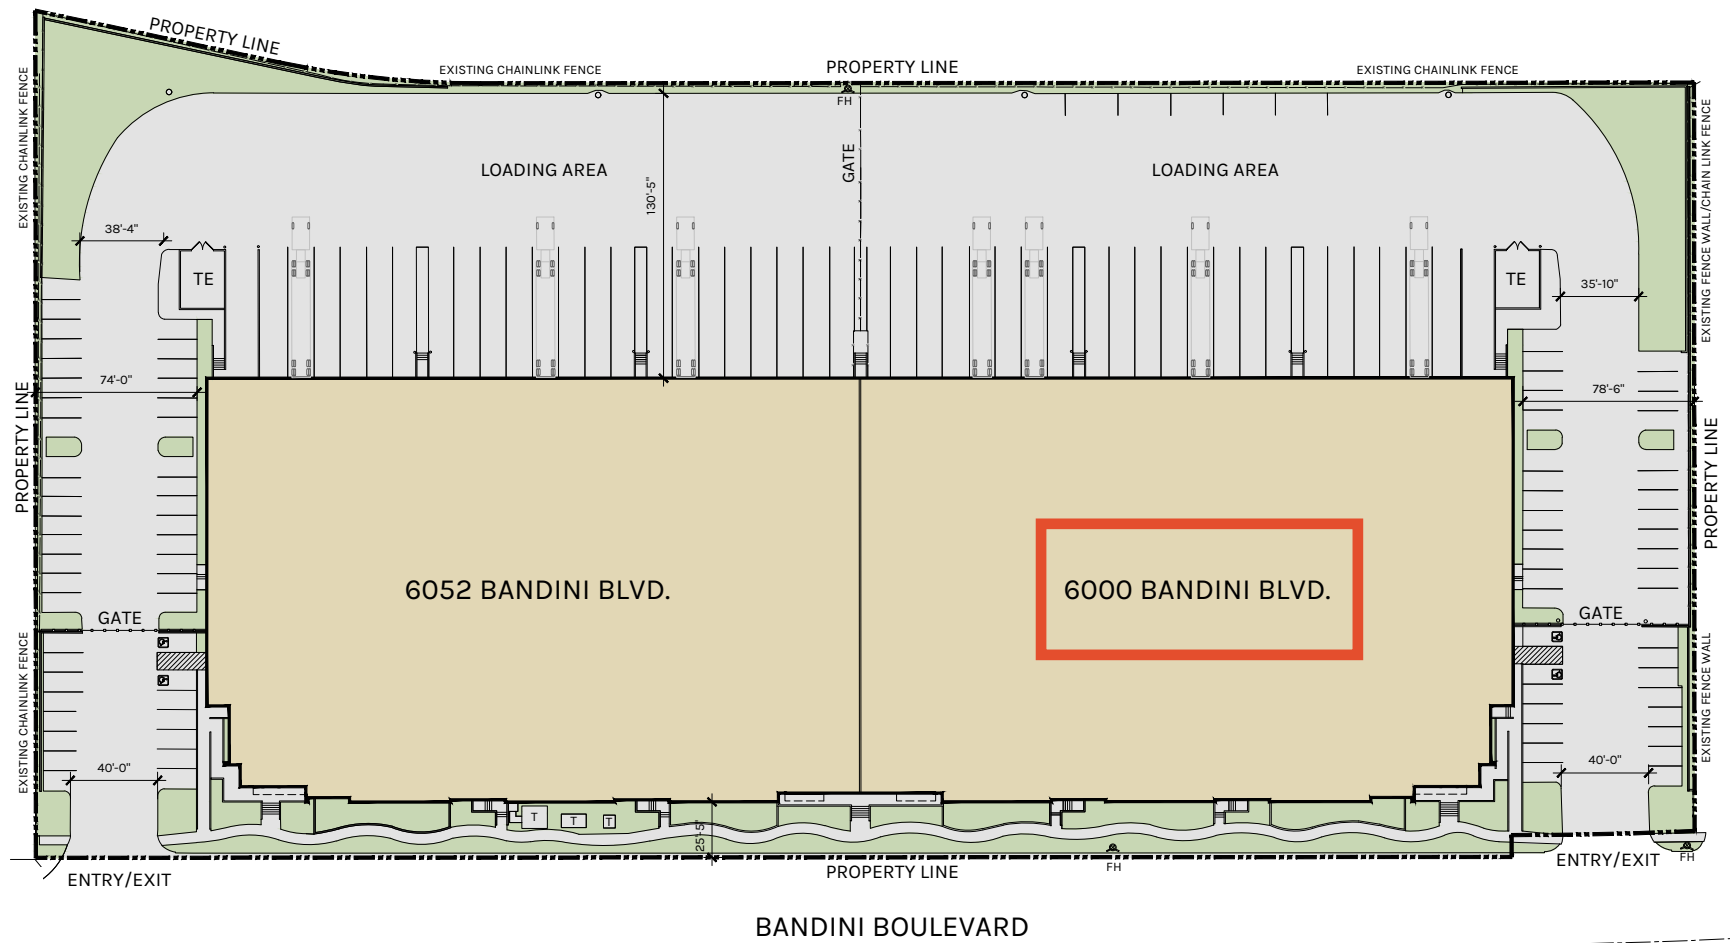 PROPERTY LINE
EXISTING CHAINLINK FENCE
PROPERTY LINE
EXISTING CHAINLINK FENCE
EXISTING CHAINLINK FENCE
FH
EXISTING FENCE WALL/CHAIN LINK FENCE
LOADING AREA
130'-5"
GATE
LOADING AREA
38'-4"
TE
TE
35'-10"
74'-0"
78'-6"
PROPERTY LINE
PROPERTY LINE
6052 BANDINI BLVD.
6000 BANDINI BLVD.
GATE
GATE
EXISTING CHAINLINK FENCE
EXISTING FENCE WALL
40'-0"
40'-0"
T
T
T
25'-5"
ENTRY/EXIT
PROPERTY LINE
FH
ENTRY/EXIT
FH
BANDINI BOULEVARD